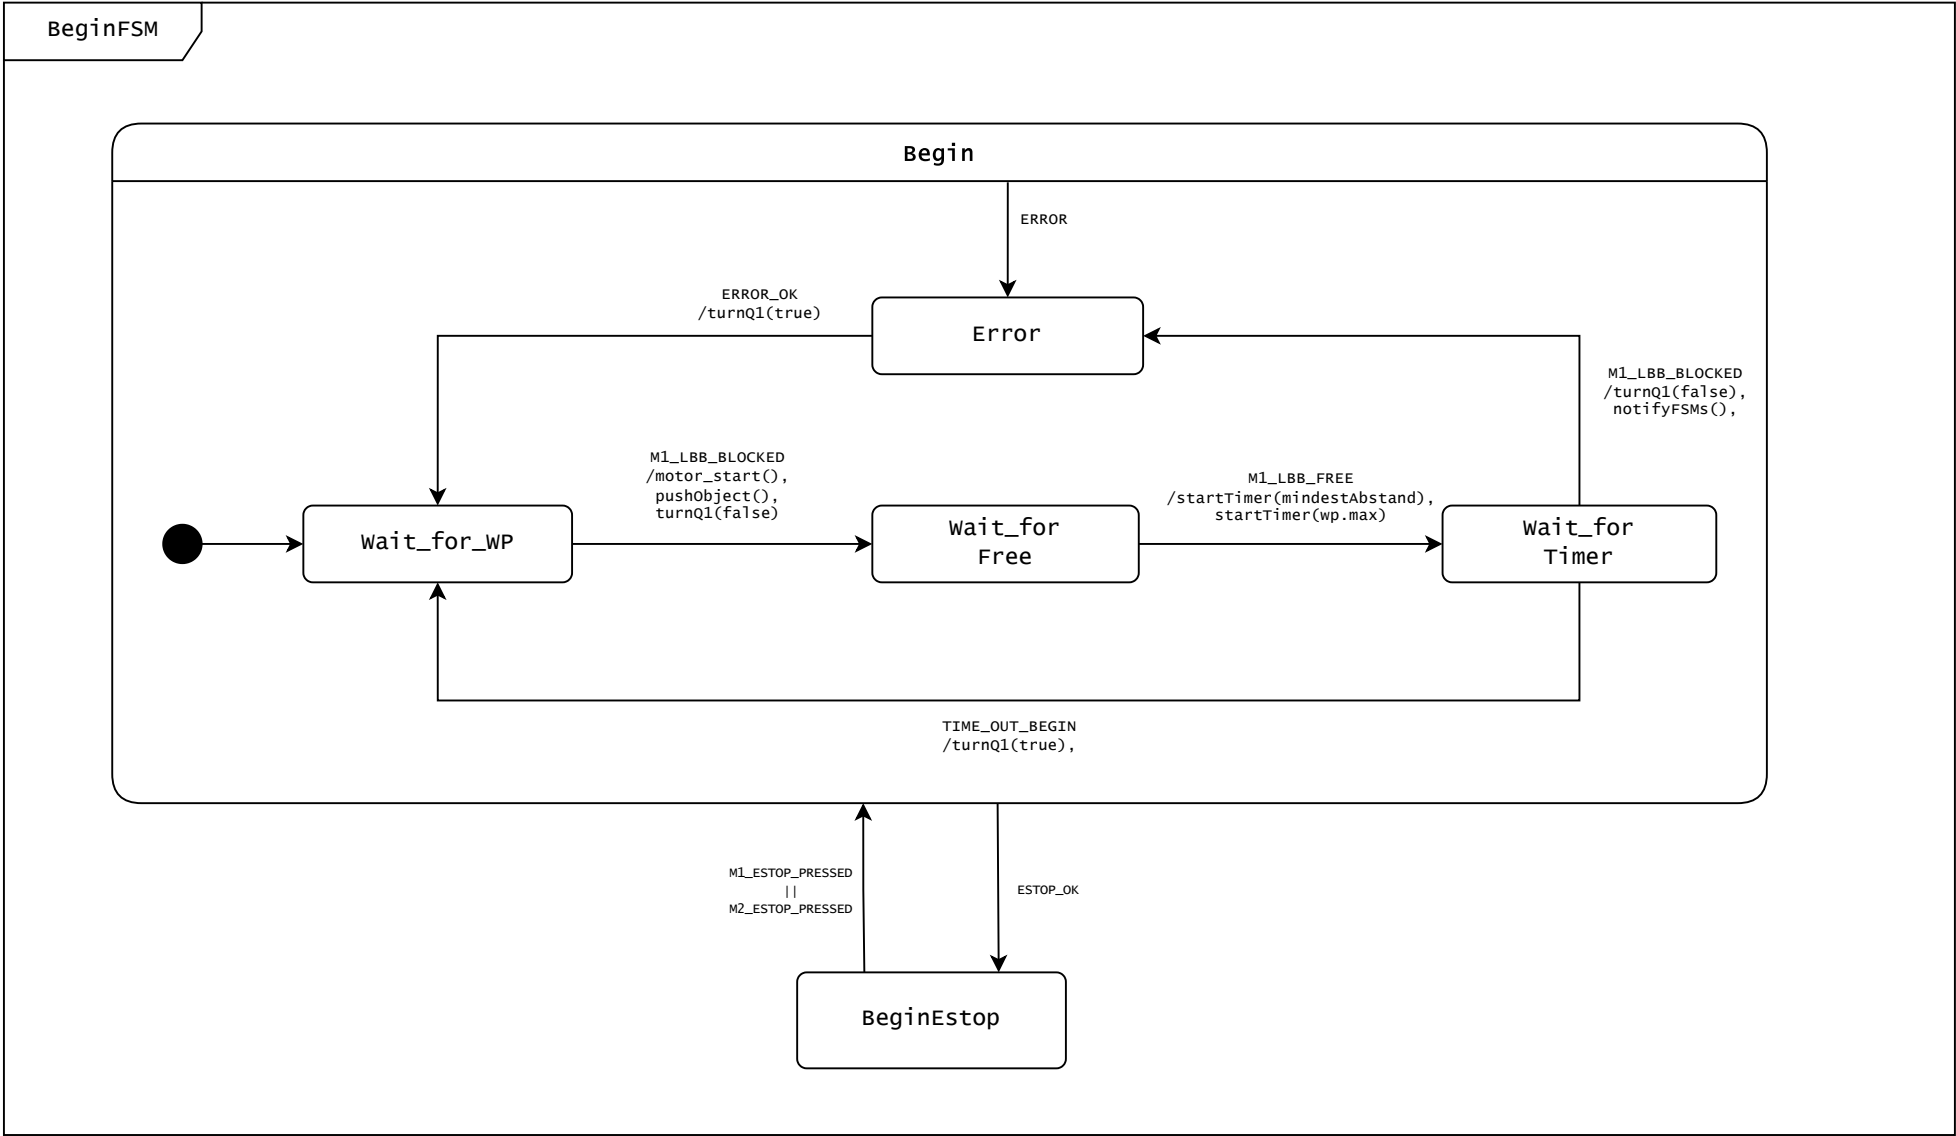 BeginFSM
Begin
ERROR
ERROR_OK
/turnQ1(true)
Error
M1_LBB_BLOCKED
/turnQ1(false),
notifyFSMs(),
M1_LBB_BLOCKED
/motor_start(),
pushObject(),
turnQ1(false)
M1_LBB_FREE
/startTimer(mindestAbstand),
startTimer(wp.max)
Wait_for_WP
Wait_for
Free
Wait_for
Timer
TIME_OUT_BEGIN
/turnQ1(true),
M1_ESTOP_PRESSED
||
M2_ESTOP_PRESSED
ESTOP_OK
BeginEstop